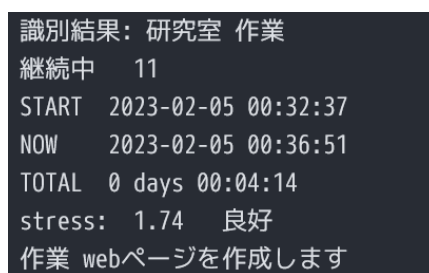 識別結果: 研究室 作業
継続中 11
START 2023-02-05 00:32:37
NOW 2023-02-05 00:36:51
TOTAL 0 days 00:04:14
stress: 1.74 良好
作業 webページを作成します